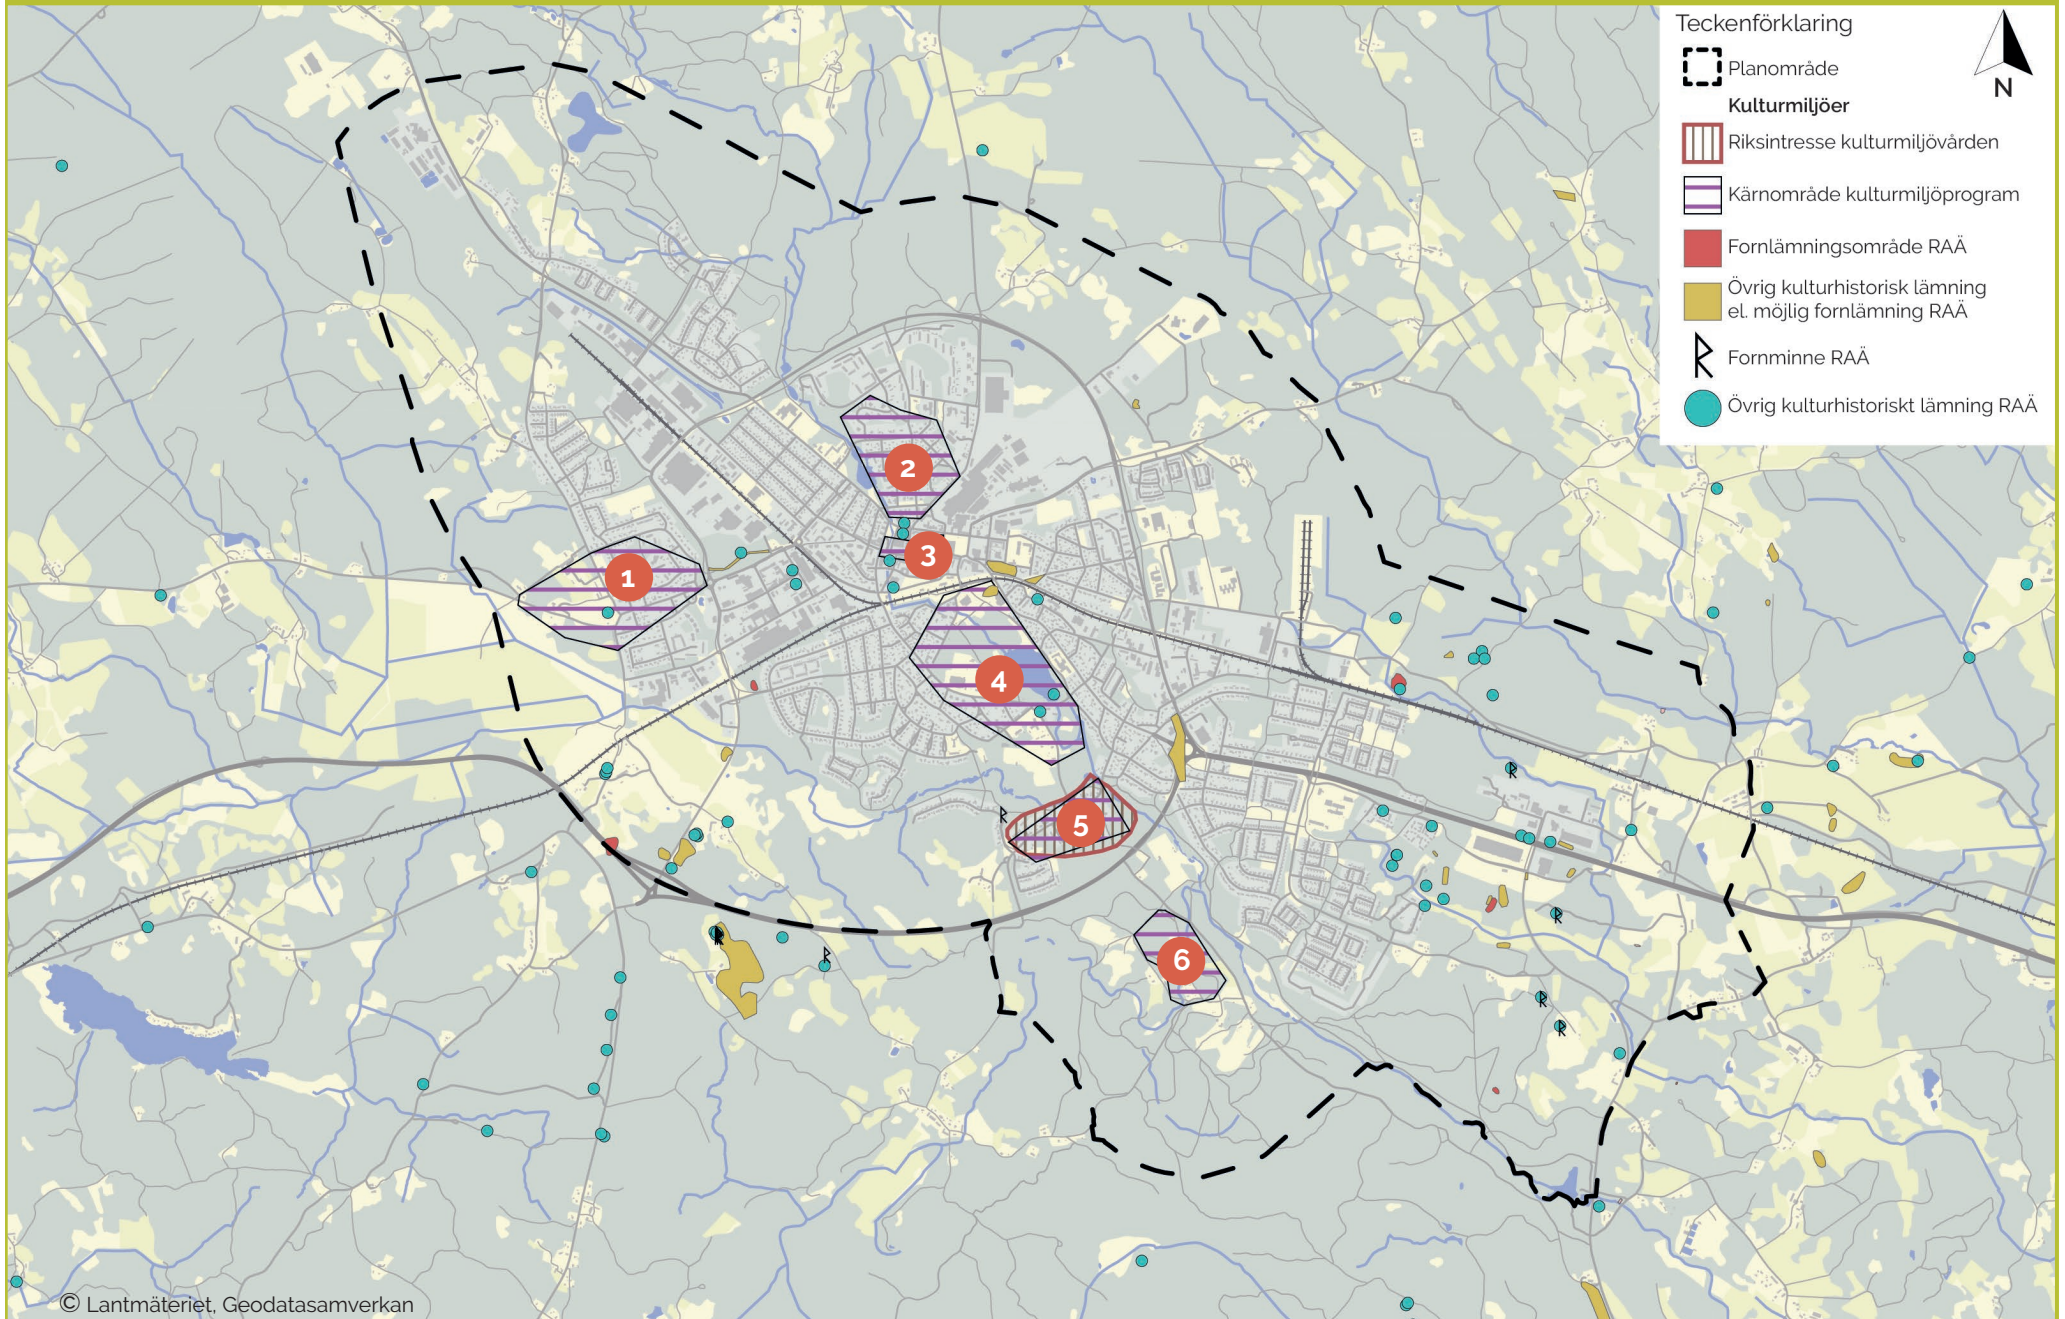 Teckenförklaring
N
Planområde
Kulturmiljöer
Riksintresse kulturmiljövården
Kärnområde kulturmiljöprogram
Fornlämningsområde RAÄ
Övrig kulturhistorisk lämning
el. möjlig fornlämning RAÄ
Fornminne RAÄ
Övrig kulturhistoriskt lämning RAÄ
2
3
1
4
5
6
© Lantmäteriet, Geodatasamverkan